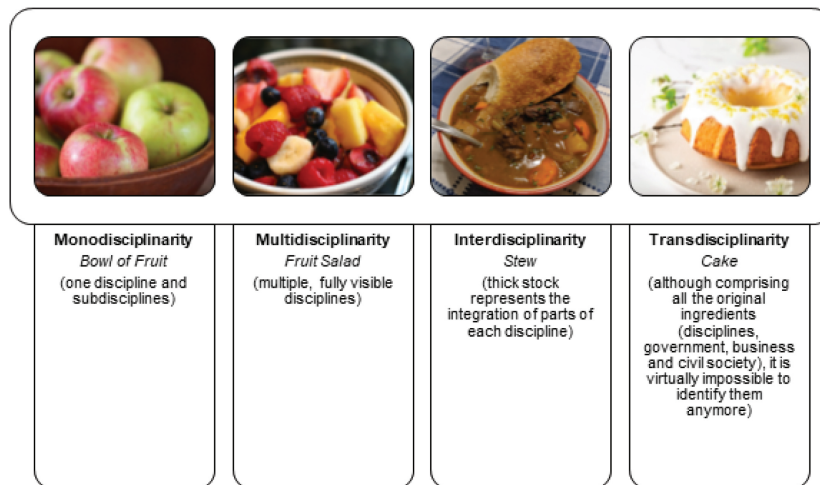 Monodisciplinarity
Bowl of Fruit
(one discipline and
subdisciplines)
Multidisciplinarity
Fruit Salad
(multiple, fully visible
disciplines)
Interdisciplinarity
Stew
(thick stock
represents the
integration of parts of
each discipline)
Transdisciplinarity
Cake
(although comprising
all the original
ingredients
(disciplines,
government, business
and civil society), it is
virtually impossible to
identify them
anymore)